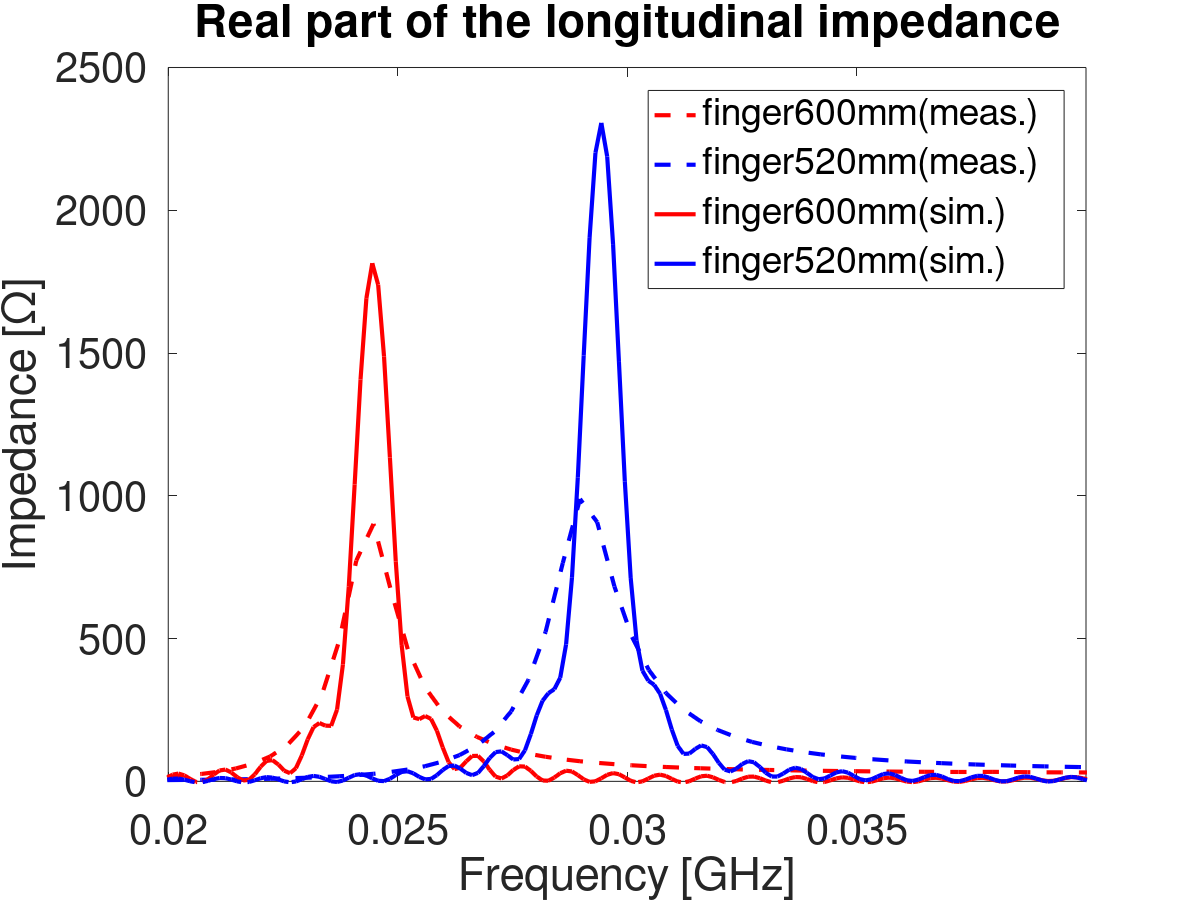 Real part of the longitudinal impedance
2500
2000
1500
1000
500
0
Impedance [Ω]
finger600mm(meas.)
finger520mm(meas.)
finger600mm(sim.)
finger520mm(sim.)
0.02 0.025 0.03 0.035
Frequency [GHz]